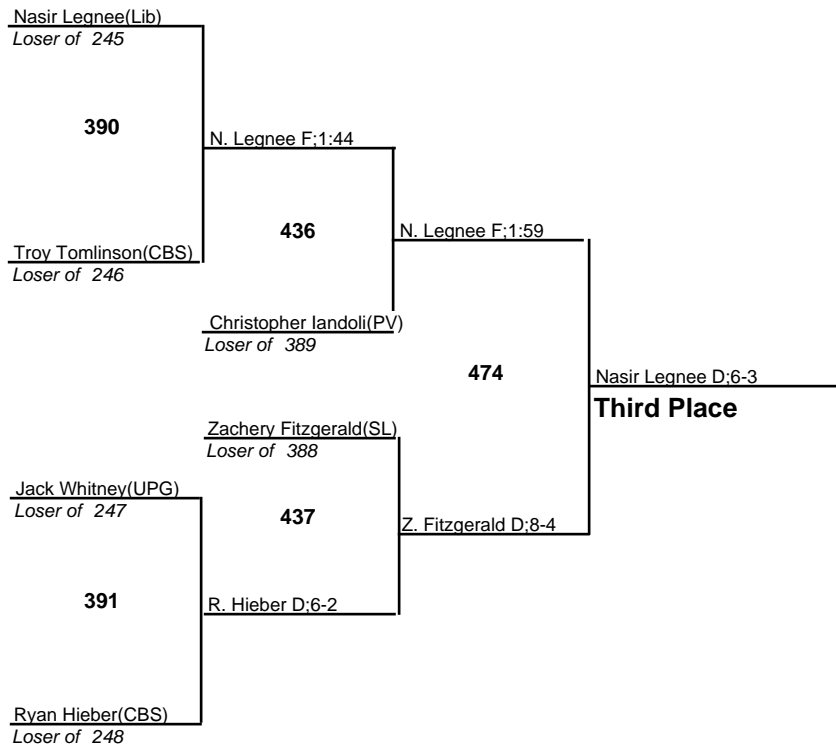 Nasir Legnee(Lib)
Loser of 245
390
N. Legnee F;1:44
436
N. Legnee F;1:59
Troy Tomlinson(CBS)
Loser of 246
Christopher Iandoli(PV)
Loser of 389
474
Nasir Legnee D;6-3
Third Place
Zachery Fitzgerald(SL)
Loser of 388
Jack Whitney(UPG)
Loser of 247
437
Z. Fitzgerald D;8-4
391
R. Hieber D;6-2
Ryan Hieber(CBS)
Loser of 248